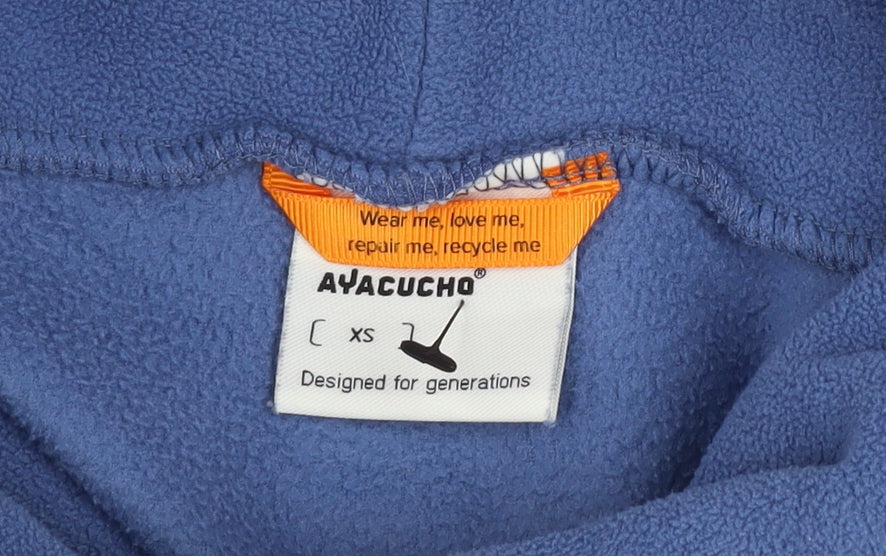 Wear me, love me,
repair me, recycle me
AYACUCHO®
[ XS ]
Designed for generations